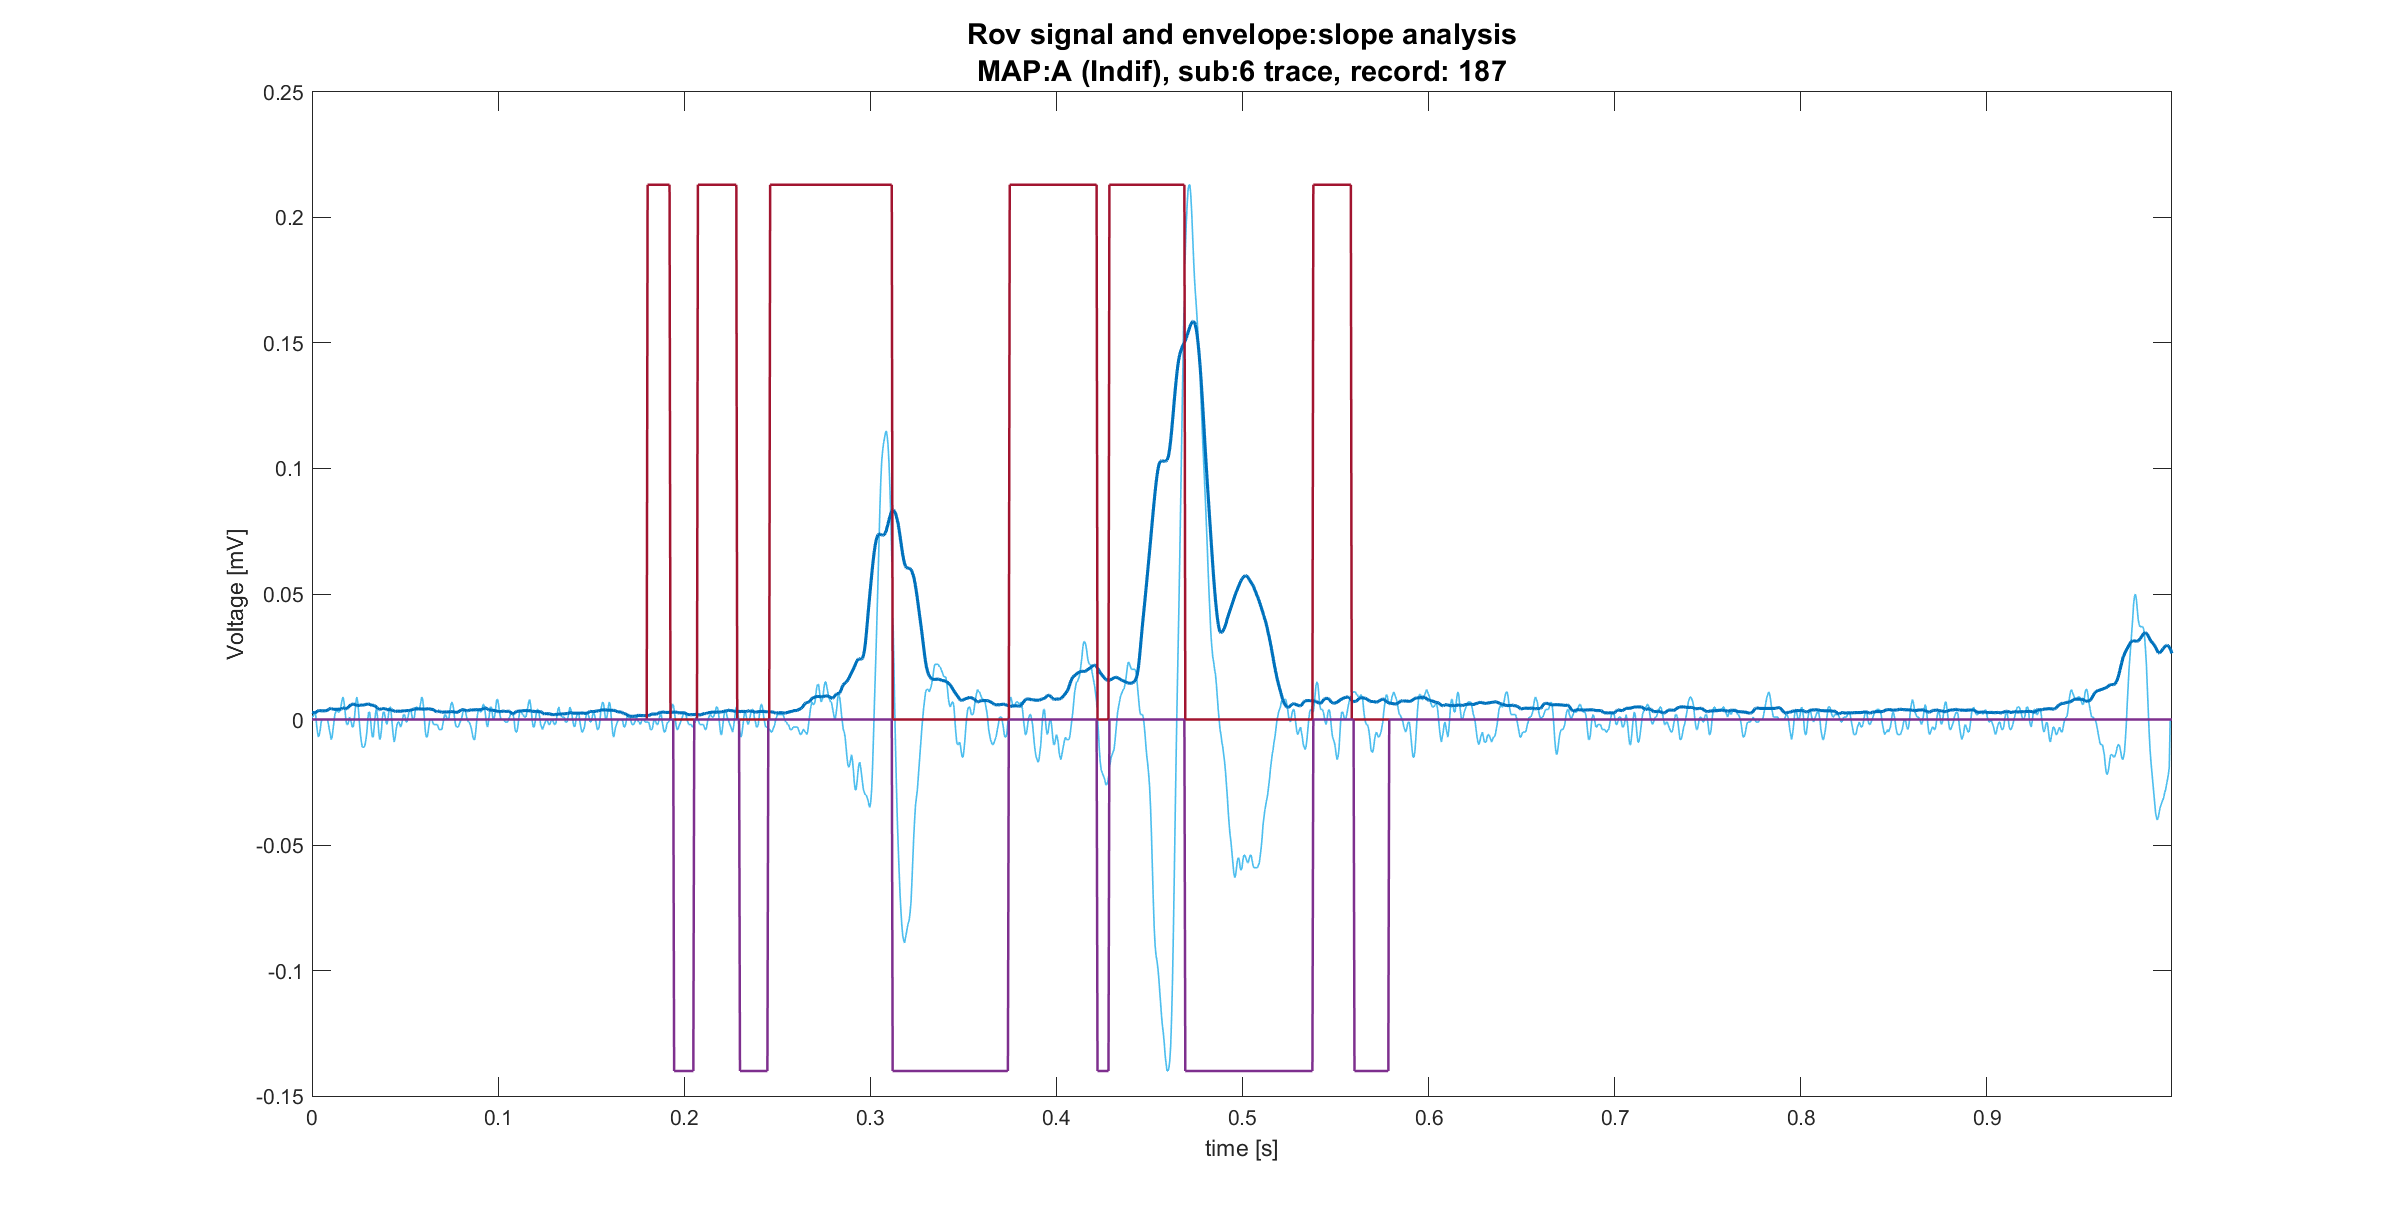 Rov signal and envelope:slope analysis
MAP:A (Indif), sub:6 trace, record: 187
0.25
0.2
0.15
0.1
0.05
0
-0.05
-0.1
-0.15
Voltage [mV]
0 0.1 0.2 0.3 0.4 0.5 0.6 0.7 0.8 0.9
time [s]